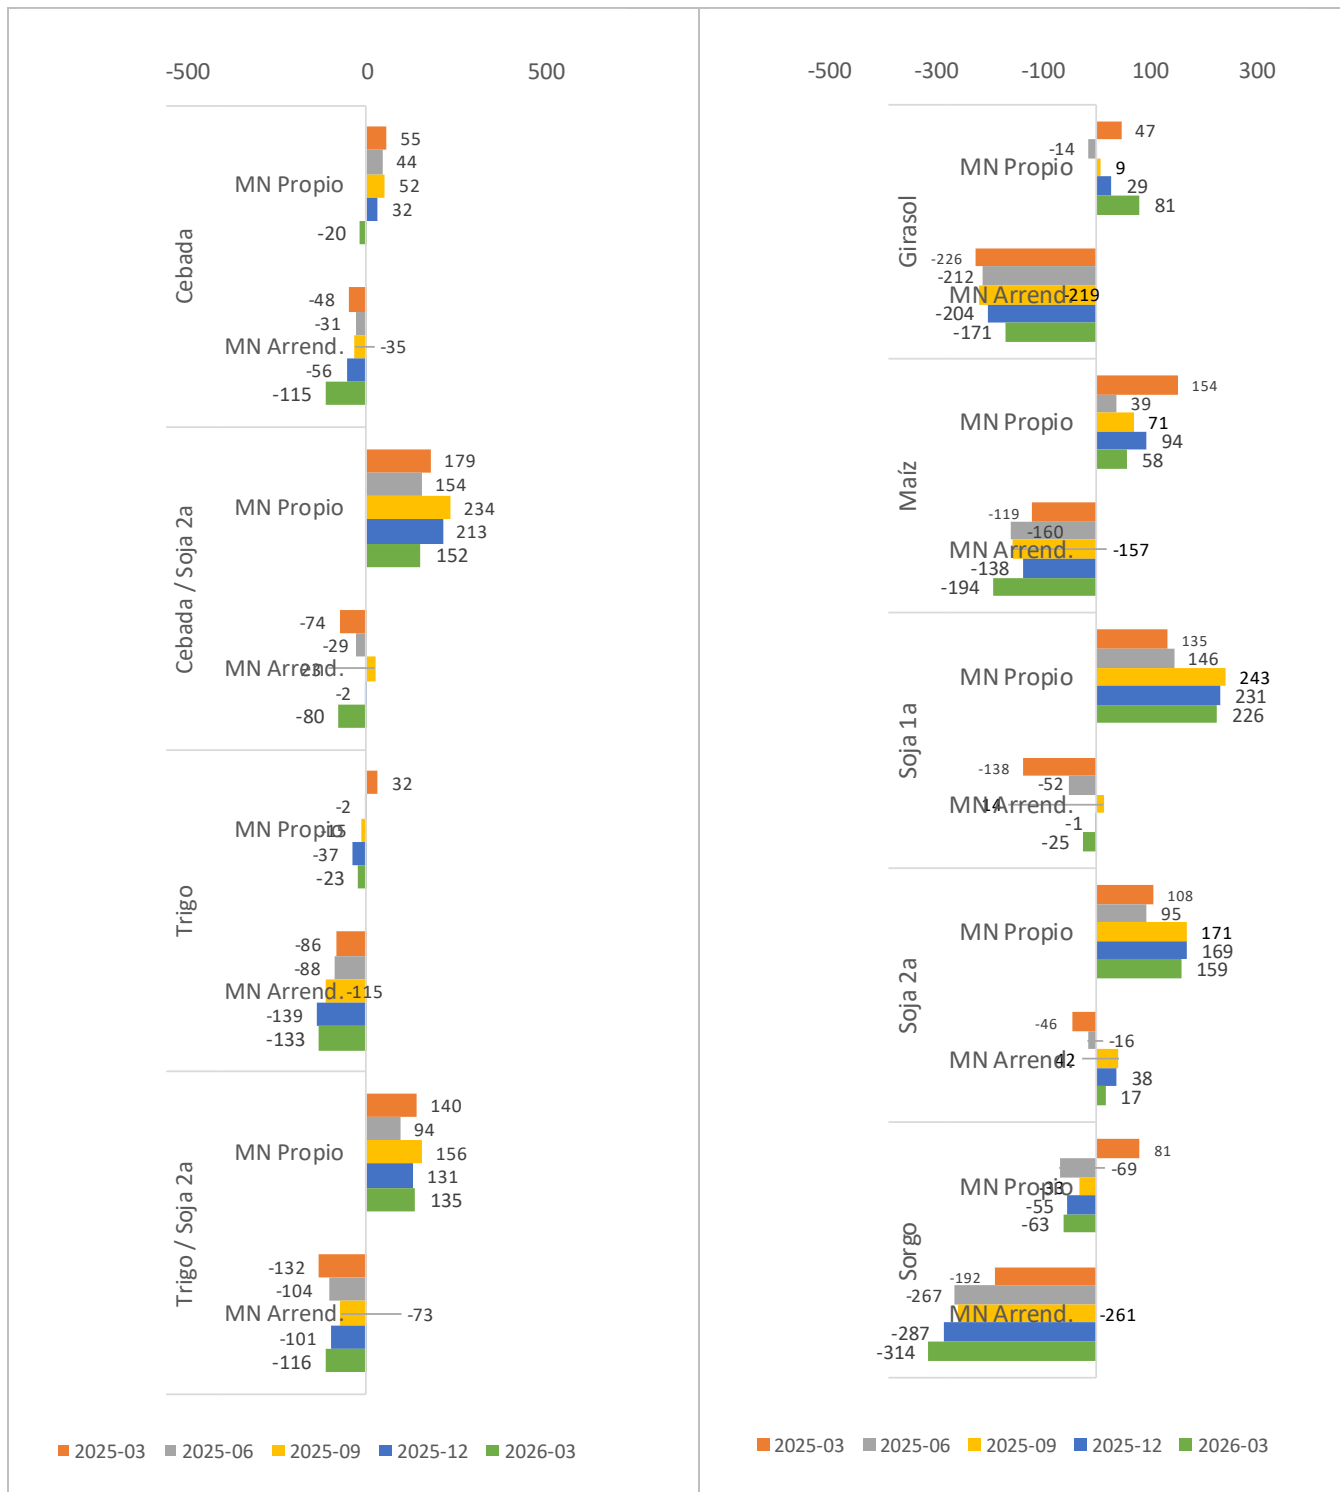 -500 0 500
Cebada
MN Propio
55
44
52
32
-20
MN Arrend.
-48
-31
-35
-56
-115
Cebada / Soja 2a
MN Propio
179
154
234
213
152
MN Arrend.
-74
-29
23
-2
-80
Trigo
MN Propio
32
-2
-15
-37
-23
MN Arrend.
-86
-88
-115
-139
-133
Trigo / Soja 2a
MN Propio
140
94
156
131
135
MN Arrend.
-132
-104
-73
-101
-116
2025-03 2025-06 2025-09 2025-12 2026-03
-500 -300 -100 100 300
Girasol
MN Propio
47
-14
9
29
81
MN Arrend.
-226
-212
-219
-204
-171
Maíz
MN Propio
154
39
71
94
58
MN Arrend.
-119
-160
-157
-138
-194
Soja 1a
MN Propio
135
146
243
231
226
MN Arrend.
-138
-52
14
-1
-25
Soja 2a
MN Propio
108
95
171
169
159
MN Arrend.
-46
-16
42
38
17
Sorgo
MN Propio
81
-69
-33
-55
-63
MN Arrend.
-192
-267
-261
-287
-314
2025-03 2025-06 2025-09 2025-12 2026-03